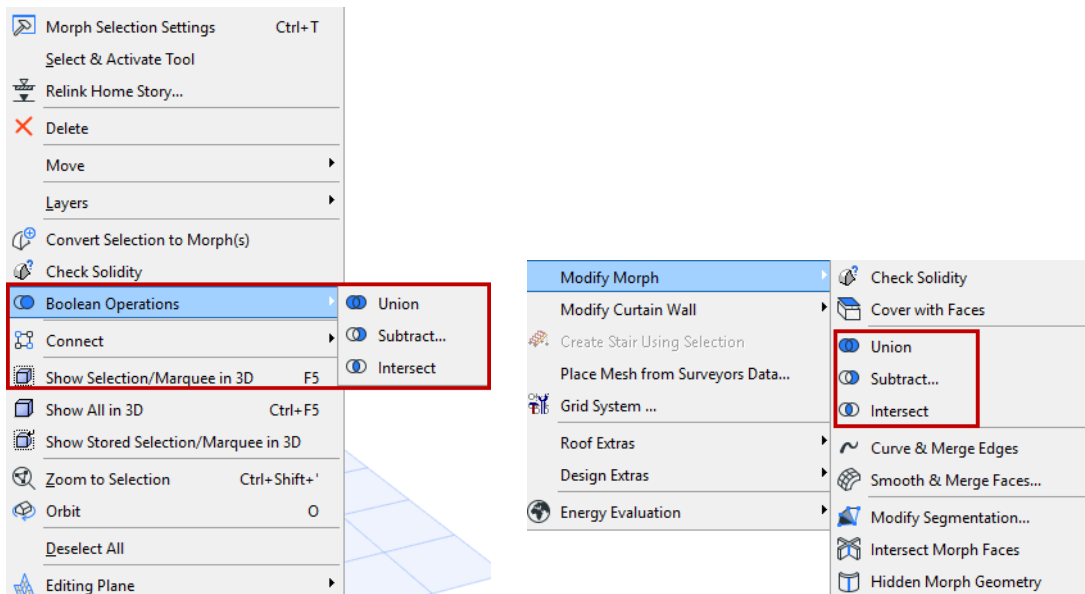 Morph Selection Settings Ctrl+T
Select & Activate Tool
Relink Home Story...
Delete
Move
Layers
Convert Selection to Morph(s)
Check Solidity
Boolean Operations
Connect
Show Selection/Marquee in 3D F5
Show All in 3D Ctrl+F5
Show Stored Selection/Marquee in 3D
Zoom to Selection Ctrl+Shift+'
Orbit O
Deselect All
Editing Plane
Union
Subtract...
Intersect
Modify Morph
Modify Curtain Wall
Create Stair Using Selection
Place Mesh from Surveyors Data...
Grid System ...
Roof Extras
Design Extras
Energy Evaluation
Check Solidity
Cover with Faces
Union
Subtract...
Intersect
Curve & Merge Edges
Smooth & Merge Faces...
Modify Segmentation...
Intersect Morph Faces
Hidden Morph Geometry